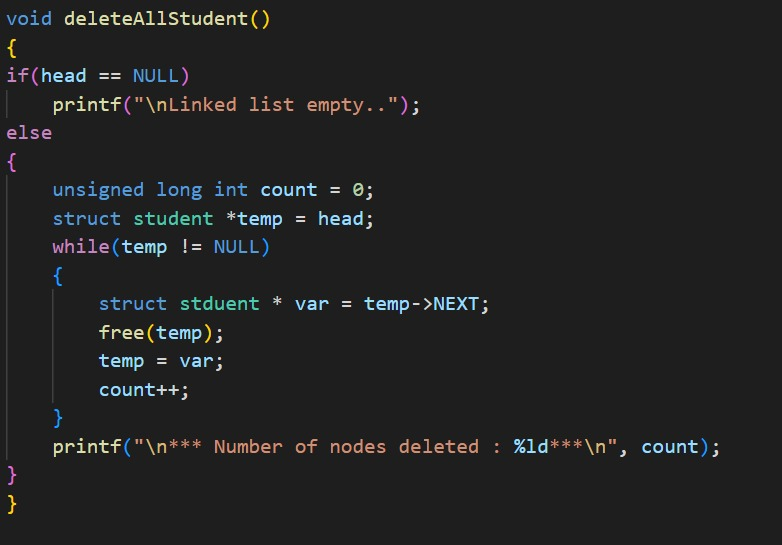 void deleteAllStudent()
{
if(head == NULL)
    printf("\nLinked list empty..");
else
{
    unsigned long int count = 0;
    struct student *temp = head;
    while(temp != NULL)
    {
        struct stduent * var = temp->NEXT;
        free(temp);
        temp = var;
        count++;
    }
    printf("\n*** Number of nodes deleted : %ld***\n", count);
}
}